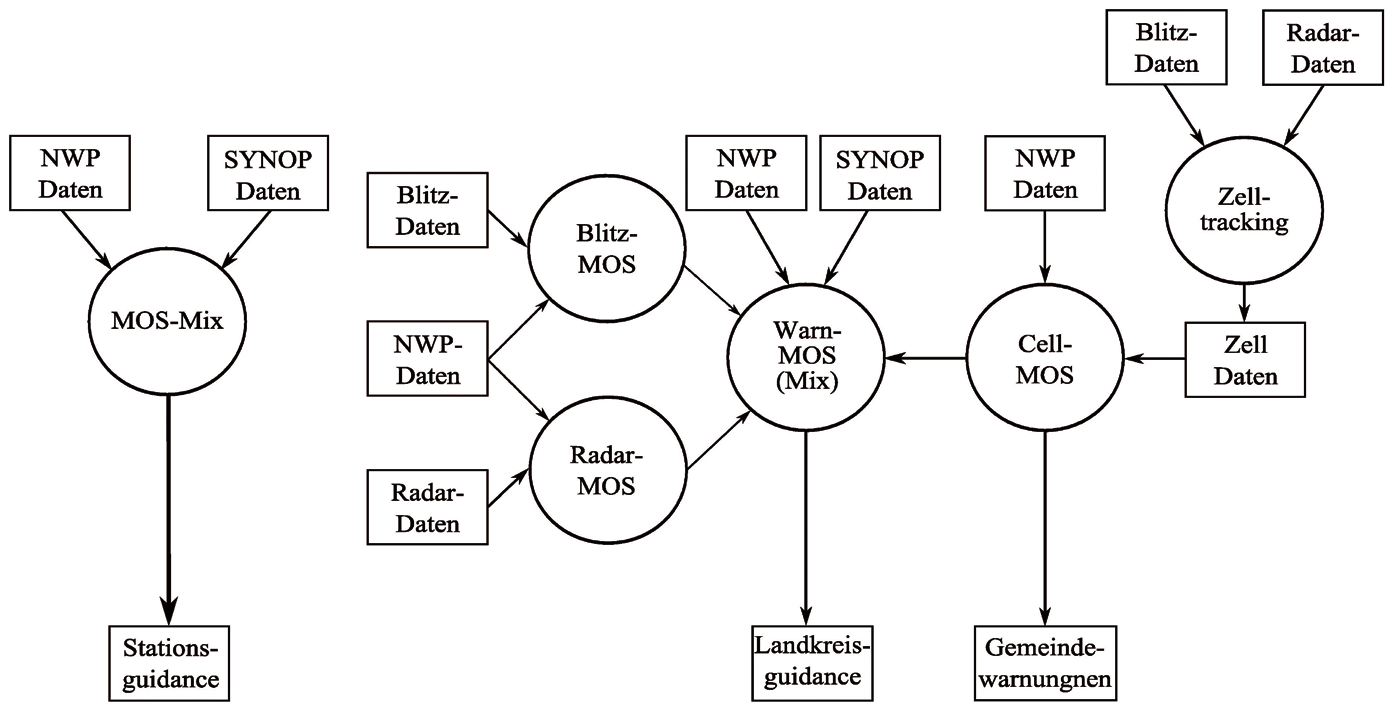 Blitz-
Daten
Radar-
Daten
NWP
Daten
SYNOP
Daten
Blitz-
Daten
Blitz-
MOS
NWP
Daten
SYNOP
Daten
NWP
Daten
Zell-
tracking
MOS-Mix
NWP-
Daten
Warn-
MOS
(Mix)
Cell-
MOS
Zell
Daten
Radar-
Daten
Radar-
MOS
Stations-
guidance
Landkreis-
guidance
Gemeinde-
warnungnen